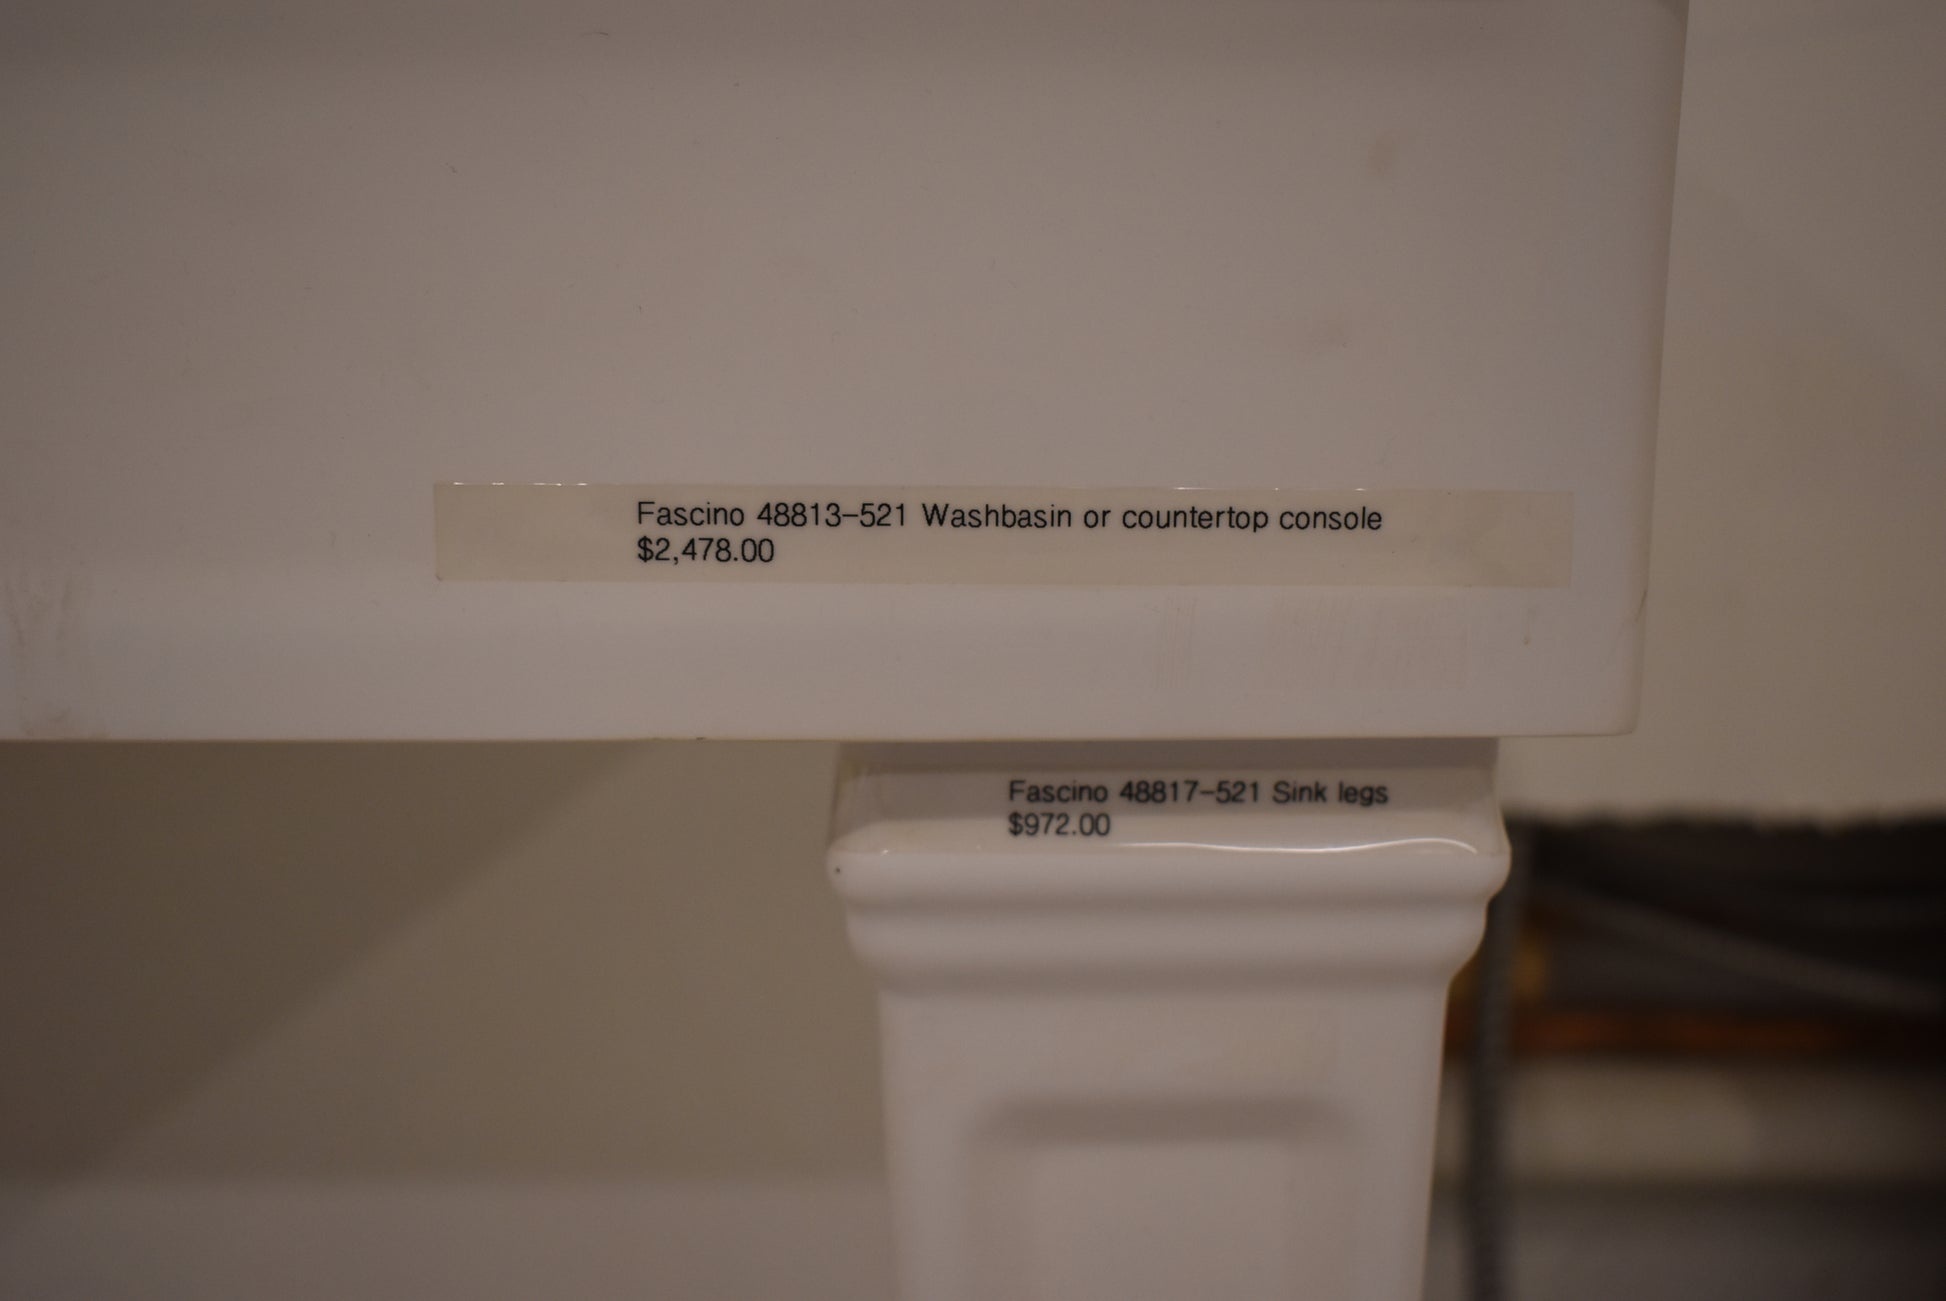 Fascino 48813-521 Washbasin or countertop console
$2,478.00
Fascino 48817-521 Sink legs
$972.00